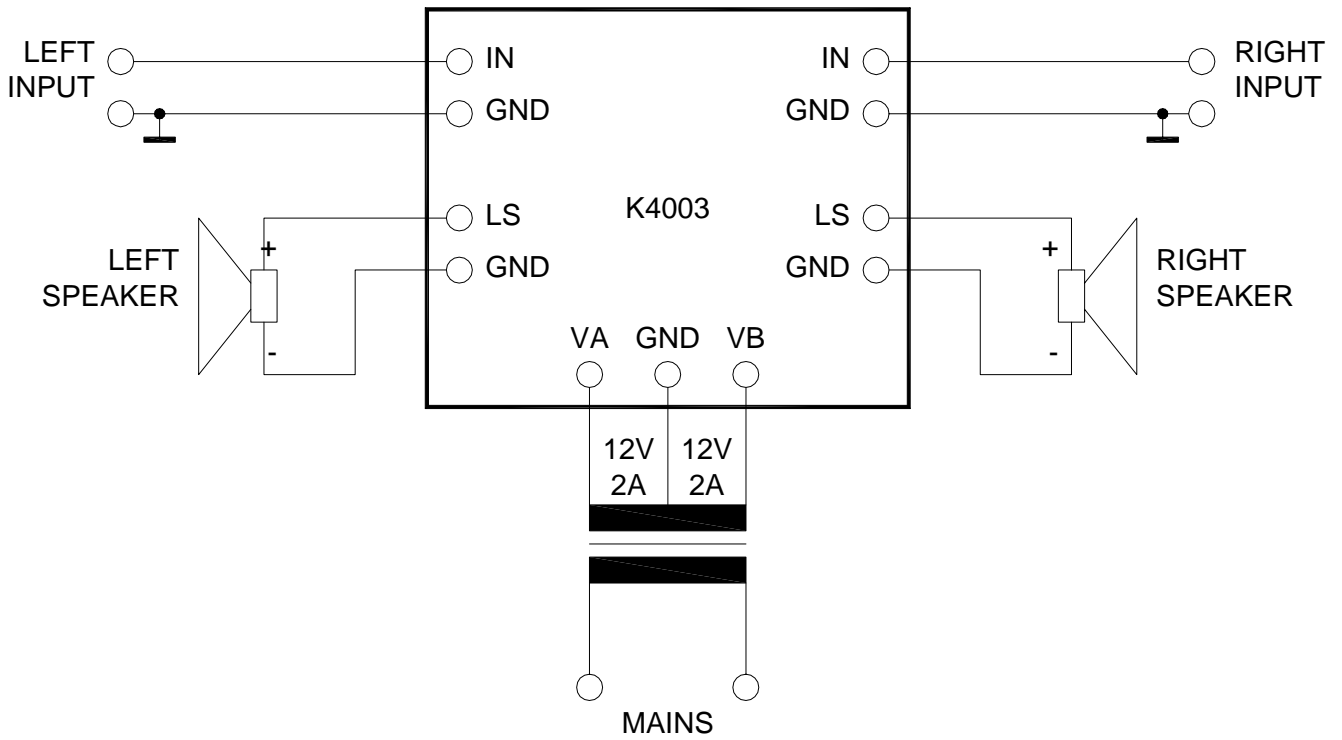 LEFT
INPUT
IN
GND
IN
GND
RIGHT
INPUT
K4003
LS
GND
LS
GND
+
-
LEFT
SPEAKER
+
-
RIGHT
SPEAKER
VA GND VB
12V 12V
2A 2A
MAINS